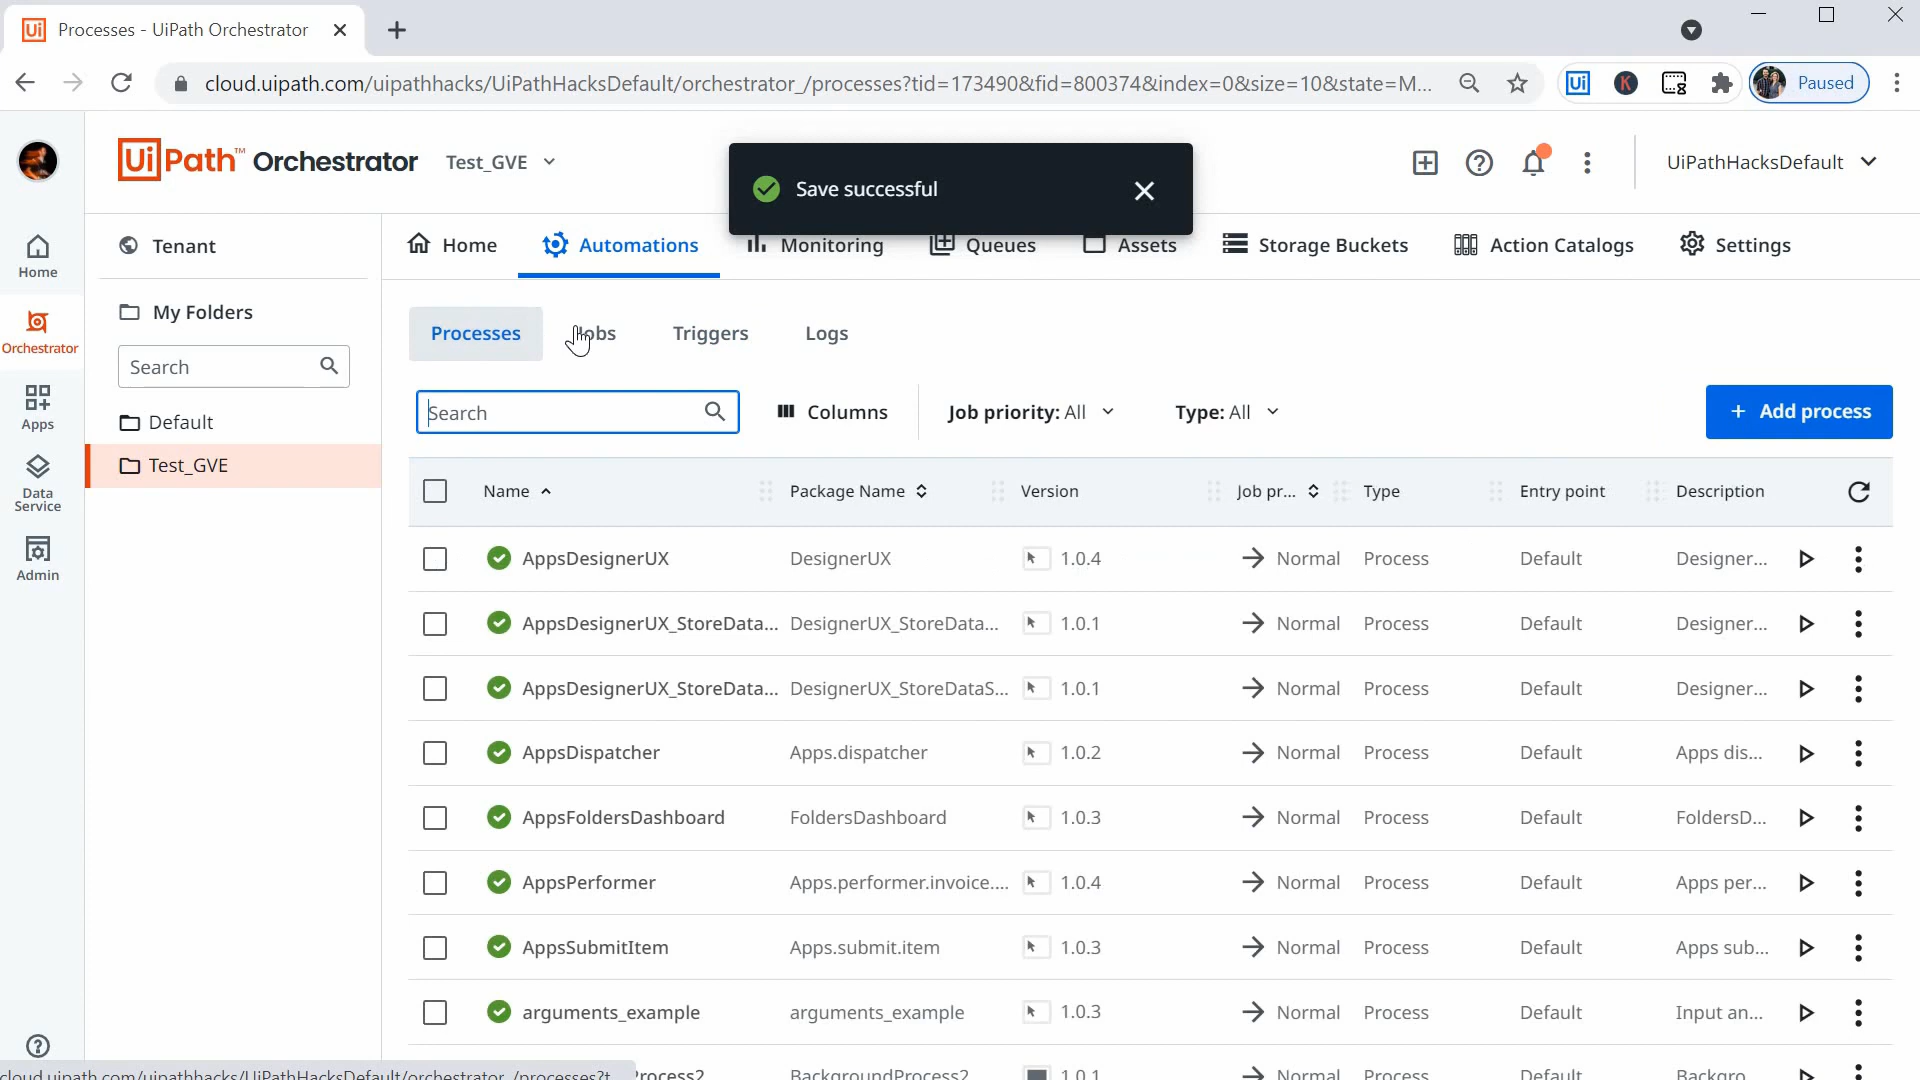 Processes - UiPath Orchestrator
cloud.uipath.com/uipathhacks/UiPathHacksDefault/orchestrator_/processes?tid=173490&fid=800374&index=0&size=10&state=M...
Ui
K
Paused
UiPath™ Orchestrator
Test_GVE
Save successful
UiPathHacksDefault
Home
Orchestrator
Apps
Data Service
Admin
Tenant
My Folders
Search
Default
Test_GVE
Home
Automations
Monitoring
Queues
Assets
Storage Buckets
Action Catalogs
Settings
Processes
Jobs
Triggers
Logs
Search
Columns
Job priority: All
Type: All
+ Add process
Name
Package Name
Version
Job pr...
Type
Entry point
Description
AppsDesignerUX DesignerUX 1.0.4 Normal Process Default Designer...
AppsDesignerUX_StoreData... DesignerUX_StoreData... 1.0.1 Normal Process Default Designer...
AppsDesignerUX_StoreData... DesignerUX_StoreDataS... 1.0.1 Normal Process Default Designer...
AppsDispatcher Apps.dispatcher 1.0.2 Normal Process Default Apps dis...
AppsFoldersDashboard FoldersDashboard 1.0.3 Normal Process Default FoldersD...
AppsPerformer Apps.performer.invoice.... 1.0.4 Normal Process Default Apps per...
AppsSubmitItem Apps.submit.item 1.0.3 Normal Process Default Apps sub...
arguments_example arguments_example 1.0.3 Normal Process Default Input an...
Process2 BackgroundProcess2 1.0.1 Normal Process Default Backgro...
cloud.uipath.com/uipathhacks/UiPathHacksDefault/orchestrator_/processes?t...